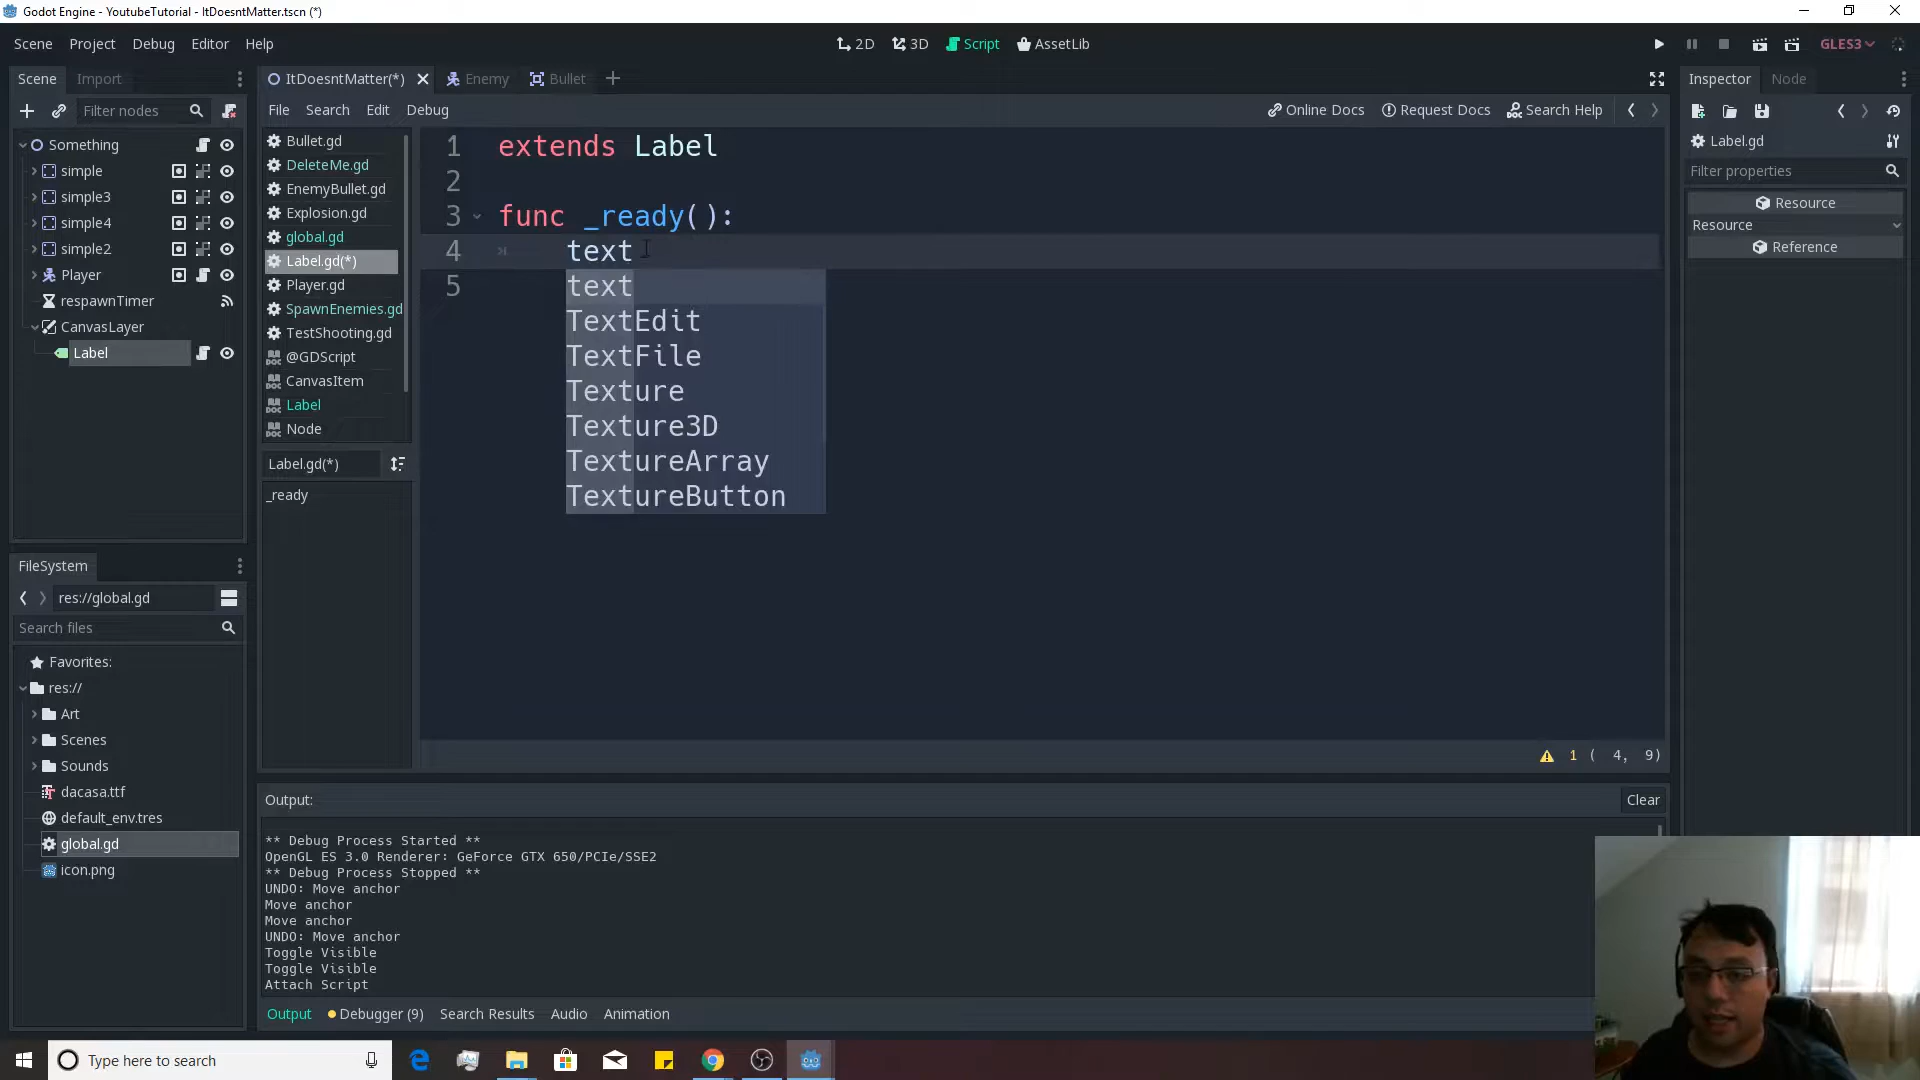 Godot Engine - YoutubeTutorial - ItDoesntMatter.tscn (*)
Scene Project Debug Editor Help
2D 3D Script AssetLib
GLES3
Scene Import
ItDoesntMatter(*) Enemy Bullet
Inspector Node
Filter nodes
File Search Edit Debug
Online Docs Request Docs Search Help
Something
simple
simple3
simple4
simple2
Player
respawnTimer
CanvasLayer
Label
Bullet.gd
DeleteMe.gd
EnemyBullet.gd
Explosion.gd
global.gd
Label.gd(*)
Player.gd
SpawnEnemies.gd
TestShooting.gd
@GDScript
CanvasItem
Label
Node
Label.gd(*)
_ready
1 extends Label
2
3 func _ready():
4 text
5
text
TextEdit
TextFile
Texture
Texture3D
TextureArray
TextureButton
1 ( 4, 9)
Label.gd
Filter properties
Resource
Resource
Reference
FileSystem
res://global.gd
Search files
Favorites:
res://
Art
Scenes
Sounds
dacasa.ttf
default_env.tres
global.gd
icon.png
Output:
Clear
** Debug Process Started **
OpenGL ES 3.0 Renderer: GeForce GTX 650/PCIe/SSE2
** Debug Process Stopped **
UNDO: Move anchor
Move anchor
Move anchor
UNDO: Move anchor
Toggle Visible
Toggle Visible
Attach Script
Output Debugger (9) Search Results Audio Animation
Type here to search